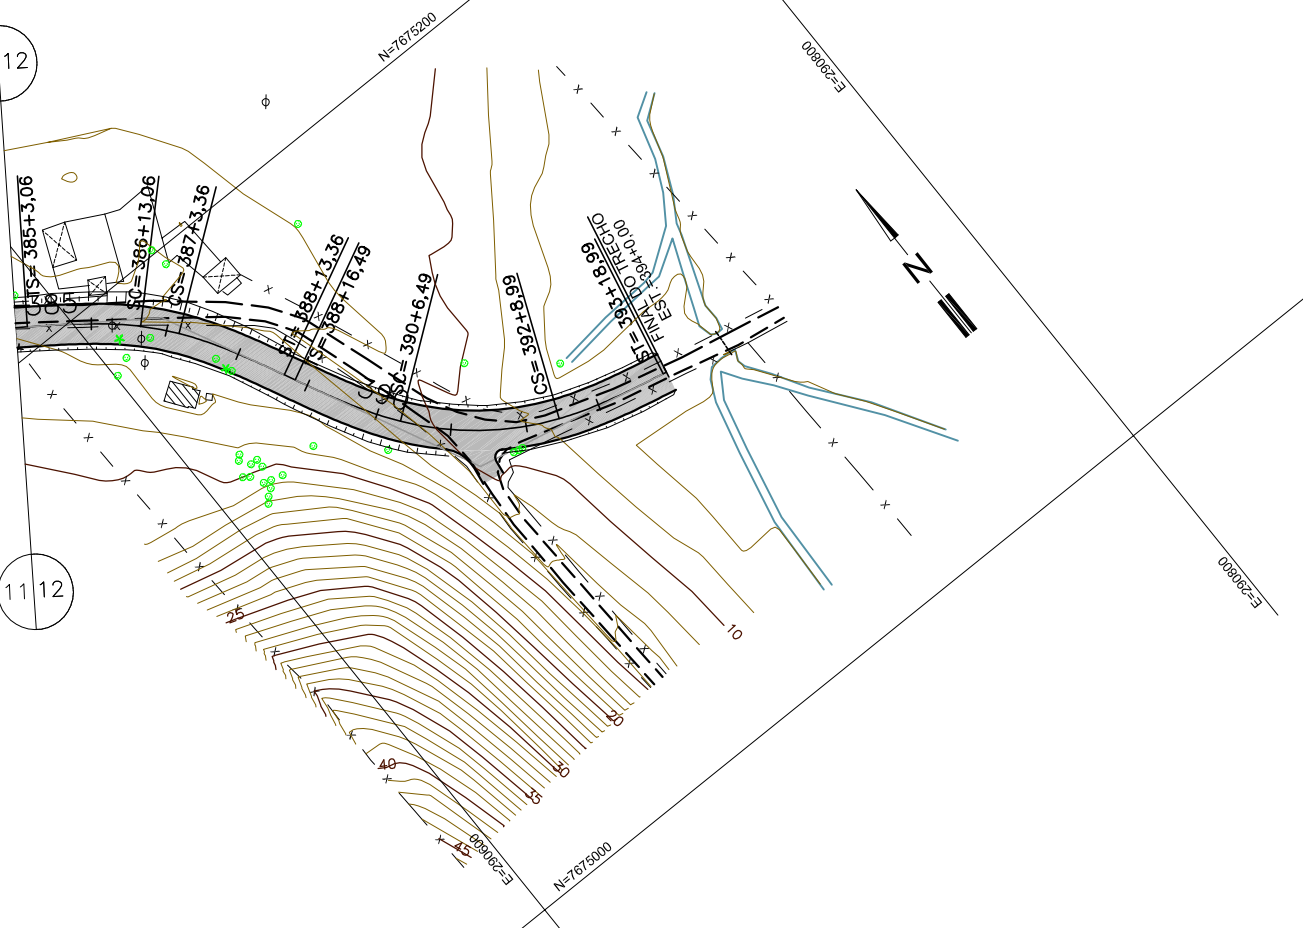 12
N=7675200
E=290800
TS= 385+3,06
SC= 386+13,06
CS= 387+3,36
ST= 388+13,36
S= 388+16,49
SC= 390+6,49
CS= 392+8,99
ST= 393+18,99
FINAL DO TRECHO
EST.=394+0,00
N
11
12
25
10
20
30
35
40
45
E=290600
N=7675000
E=290800